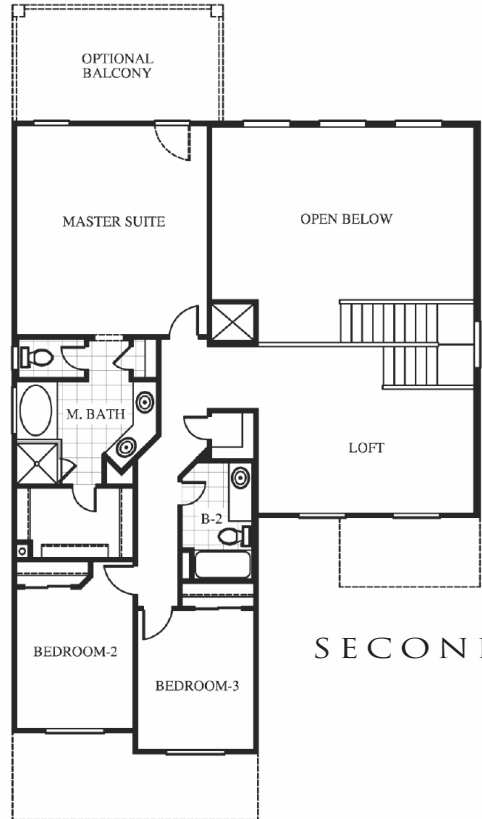 OPTIONAL
BALCONY
MASTER SUITE
OPEN BELOW
M. BATH
LOFT
B-2
BEDROOM-2
BEDROOM-3
SECON